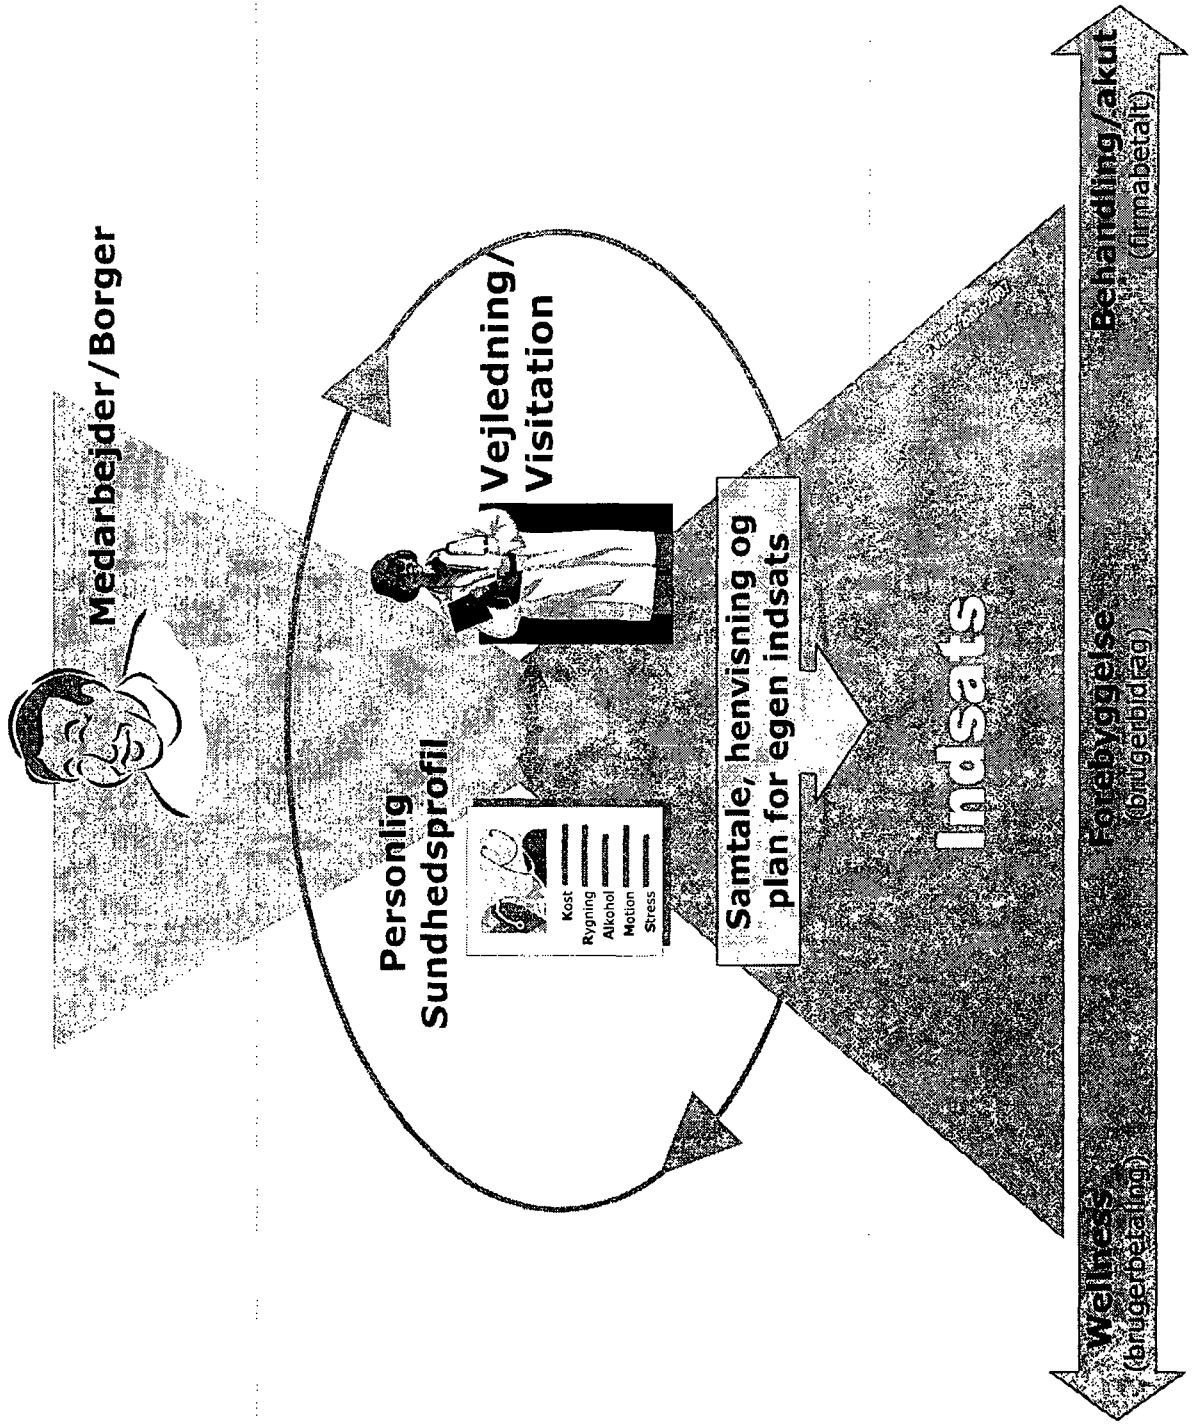 Medarbejder/Borger
Personlig
Sundhedsprofil
Kost
Rygning
Alkohol
Motion
Stress
Vejledning/
Visitation
Samtale, henvisning og
plan for egen indsats
Indsats
Wellness
(brugerbetaling)
Forebyggelse
(brugerbidrag)
Behandling/akut
(firmabetalt)